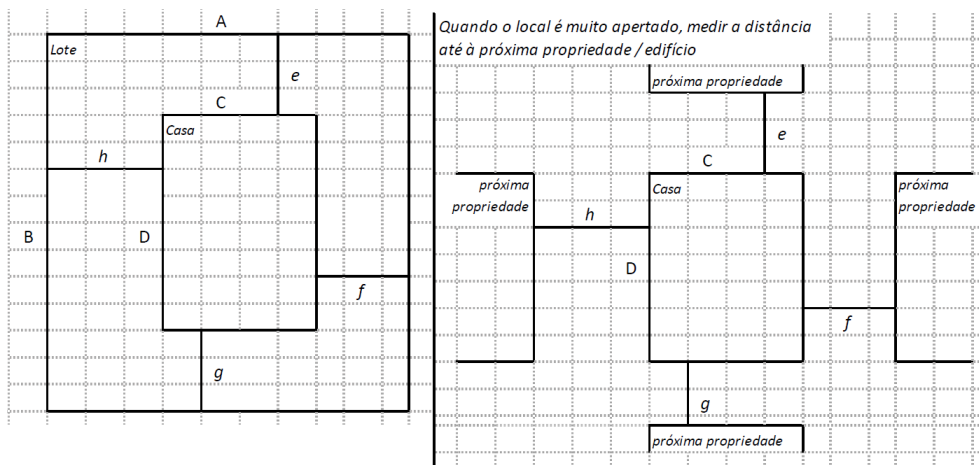 A
Lote
e
C
Casa
h
B
D
f
g
Quando o local é muito apertado, medir a distância
até à próxima propriedade / edifício
próxima propriedade
e
C
próxima
propriedade
Casa
próxima
propriedade
h
D
f
g
próxima propriedade